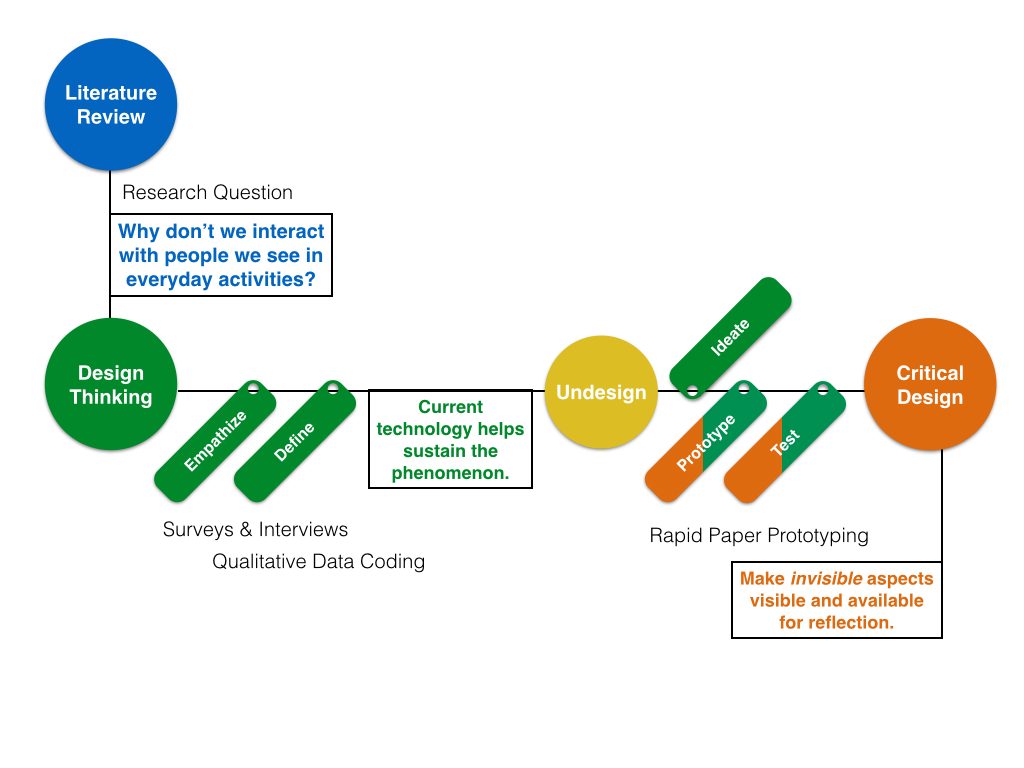 Literature
Review
Research Question
Why don’t we interact
with people we see in
everyday activities?
Design
Thinking
Empathize
Define
Current
technology helps
sustain the
phenomenon.
Undesign
Ideate
Prototype
Test
Critical
Design
Surveys & Interviews
Qualitative Data Coding
Rapid Paper Prototyping
Make invisible aspects
visible and available
for reflection.